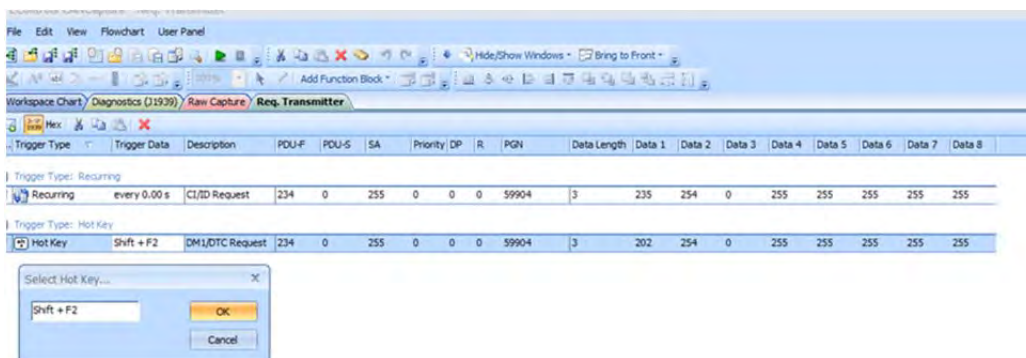 File Edit View Flowchart User Panel
Hide/Show Windows Bring to Front
Add Function Block
Workspace Chart Diagnostics (J1939) Raw Capture Req. Transmitter
Hex
Trigger Type Trigger Data Description PDU-F PDU-S SA Priority DP R PGN Data Length Data 1 Data 2 Data 3 Data 4 Data 5 Data 6 Data 7 Data 8
Trigger Type: Recurring
Recurring every 0.00 s CI/ID Request 234 0 255 0 0 0 59904 3 235 254 0 255 255 255 255 255
Trigger Type: Hot Key
Hot Key Shift + F2 DM1/DTC Request 234 0 255 0 0 0 59904 3 202 254 0 255 255 255 255 255
Select Hot Key... x
Shift + F2 OK
Cancel